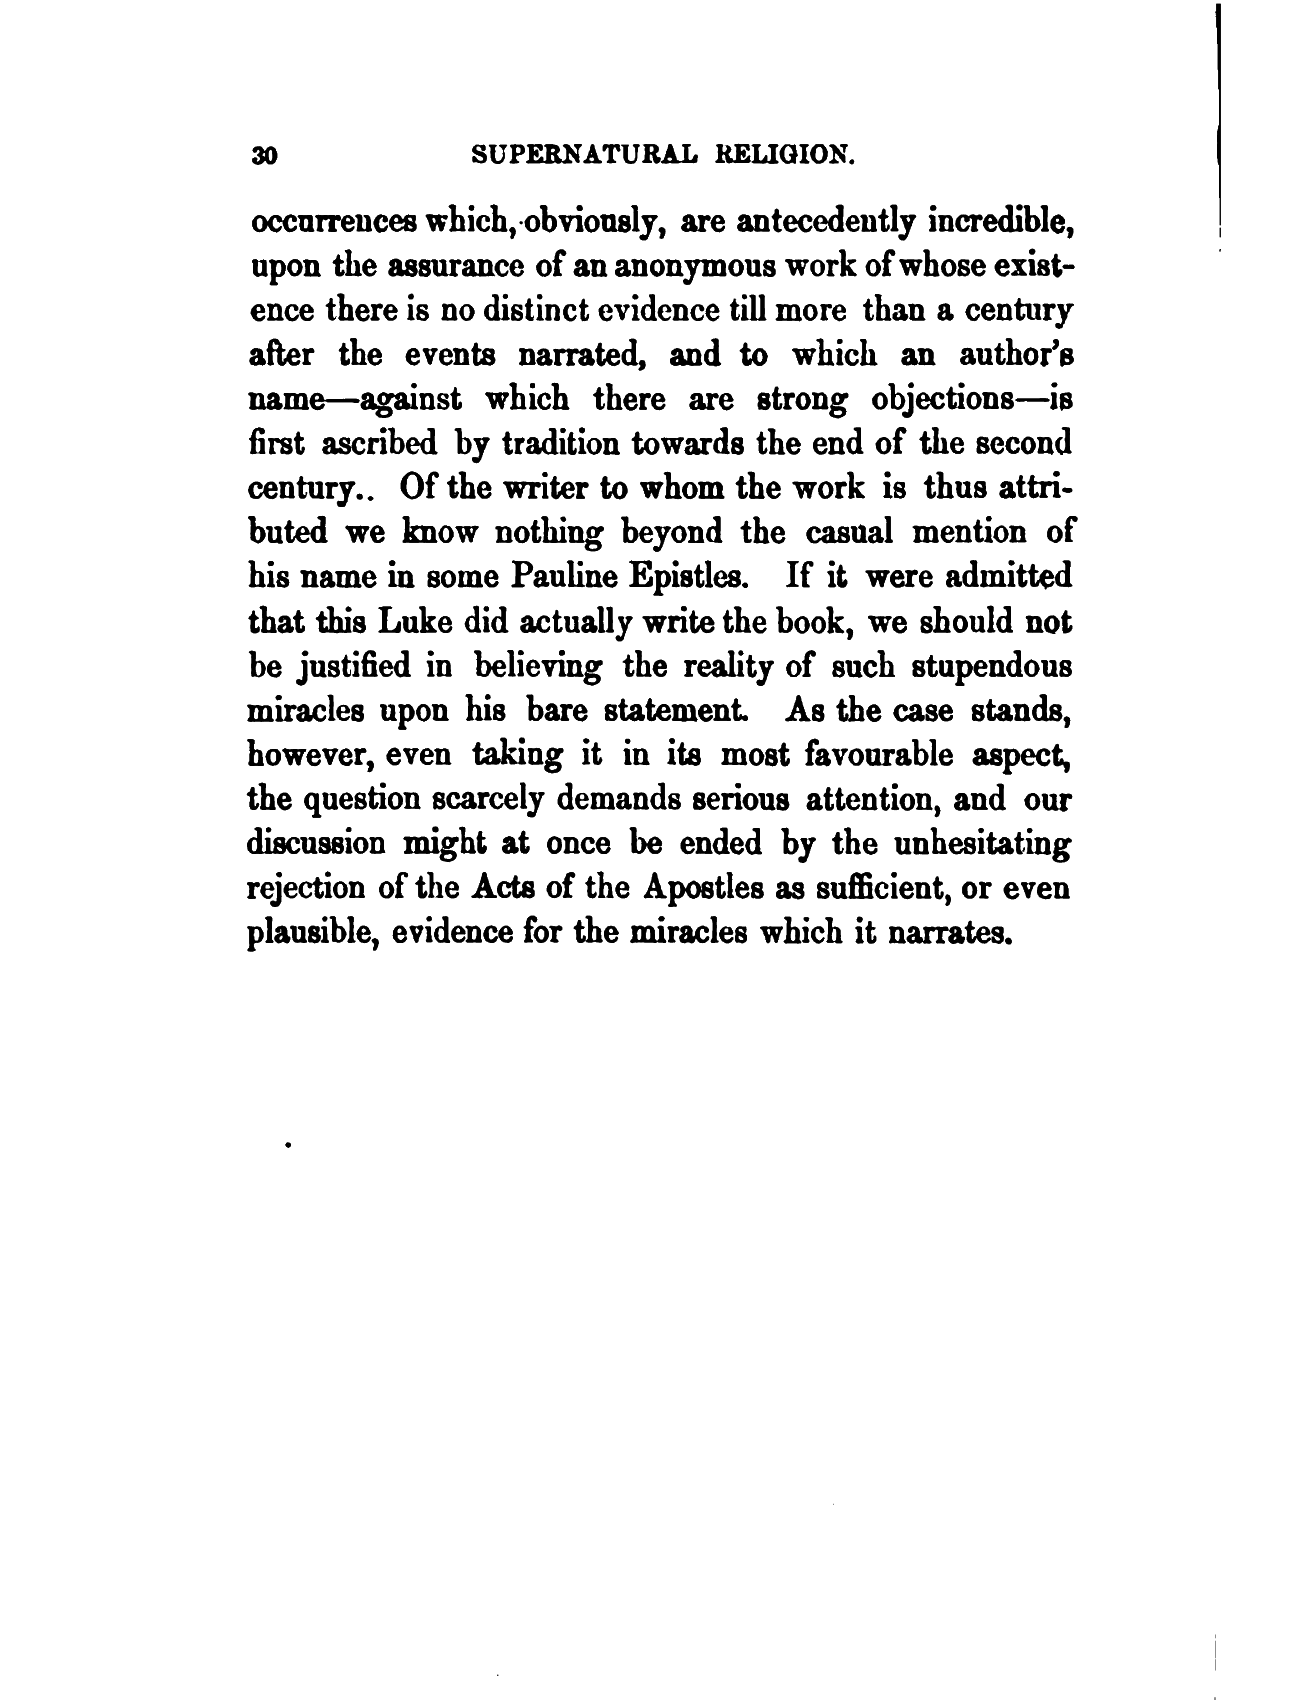 30 SUPERNATURAL RELIGION.
occurrences which, obviously, are antecedently incredible,
upon the assurance of an anonymous work of whose exist-
ence there is no distinct evidence till more than a century
after the events narrated, and to which an author's
name—against which there are strong objections—is
first ascribed by tradition towards the end of the second
century.. Of the writer to whom the work is thus attri-
buted we know nothing beyond the casual mention of
his name in some Pauline Epistles. If it were admitted
that this Luke did actually write the book, we should not
be justified in believing the reality of such stupendous
miracles upon his bare statement. As the case stands,
however, even taking it in its most favourable aspect,
the question scarcely demands serious attention, and our
discussion might at once be ended by the unhesitating
rejection of the Acts of the Apostles as sufficient, or even
plausible, evidence for the miracles which it narrates.